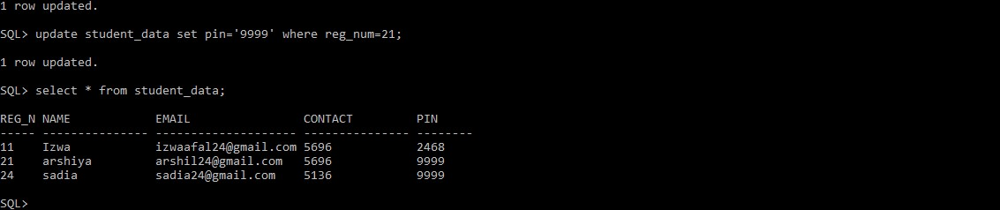 1 row updated.
SQL> update student_data set pin='9999' where reg_num=21;
1 row updated.
SQL> select * from student_data;
REG_N NAME            EMAIL                CONTACT         PIN
----- --------------- -------------------- --------------- --------
11    Izwa            izwaafal24@gmail.com 5696            2468
21    arshiya         arshil24@gmail.com   5696            9999
24    sadia           sadia24@gmail.com    5136            9999
SQL>